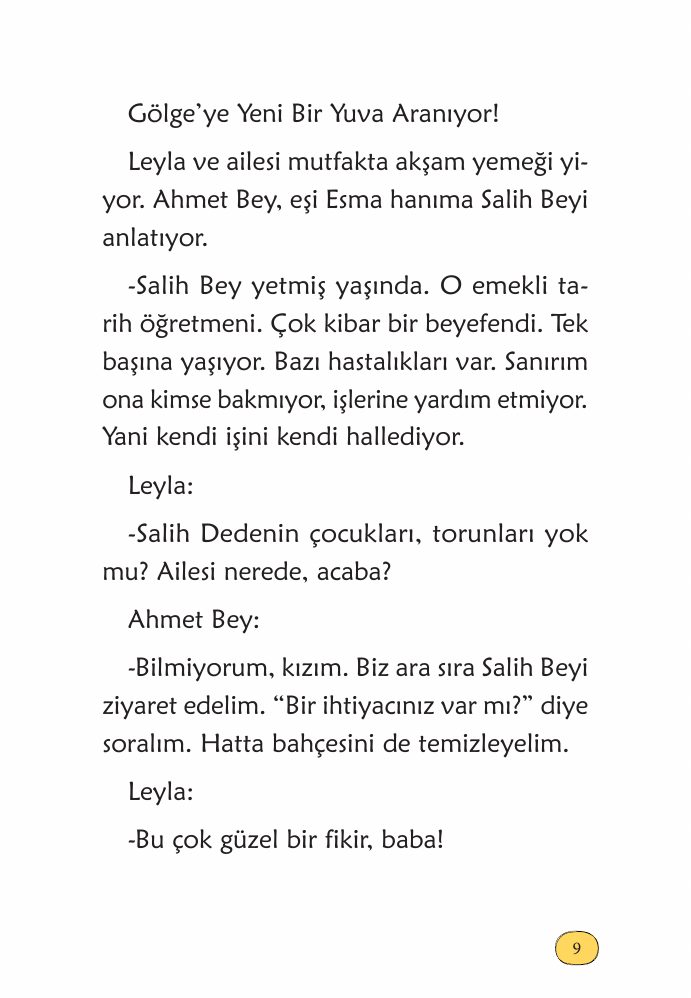 Gölge’ye Yeni Bir Yuva Aranıyor!
Leyla ve ailesi mutfakta akşam yemeği yi-
yor. Ahmet Bey, eşi Esma hanıma Salih Beyi
anlatıyor.
-Salih Bey yetmiş yaşında. O emekli ta-
rih öğretmeni. Çok kibar bir beyefendi. Tek
başına yaşıyor. Bazı hastalıkları var. Sanırım
ona kimse bakmıyor, işlerine yardım etmiyor.
Yani kendi işini kendi hallediyor.
Leyla:
-Salih Dedenin çocukları, torunları yok
mu? Ailesi nerede, acaba?
Ahmet Bey:
-Bilmiyorum, kızım. Biz ara sıra Salih Beyi
ziyaret edelim. “Bir ihtiyacınız var mı?” diye
soralım. Hatta bahçesini de temizleyelim.
Leyla:
-Bu çok güzel bir fikir, baba!
9